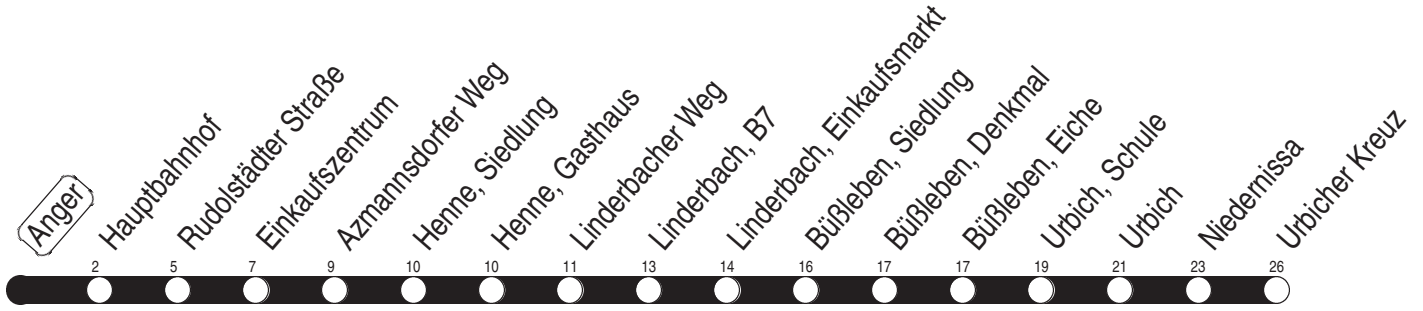 Anger
Hauptbahnhof
Rudolstädter Straße
Einkaufszentrum
Azmannsdorfer Weg
Henne, Siedlung
Henne, Gasthaus
Linderbacher Weg
Linderbach, B7
Linderbach, Einkaufsmarkt
Büßleben, Siedlung
Büßleben, Denkmal
Büßleben, Eiche
Urbich, Schule
Urbich
Niedernissa
Urbicher Kreuz
2 5 7 9 10 10 11 13 14 16 17 17 19 21 23 26